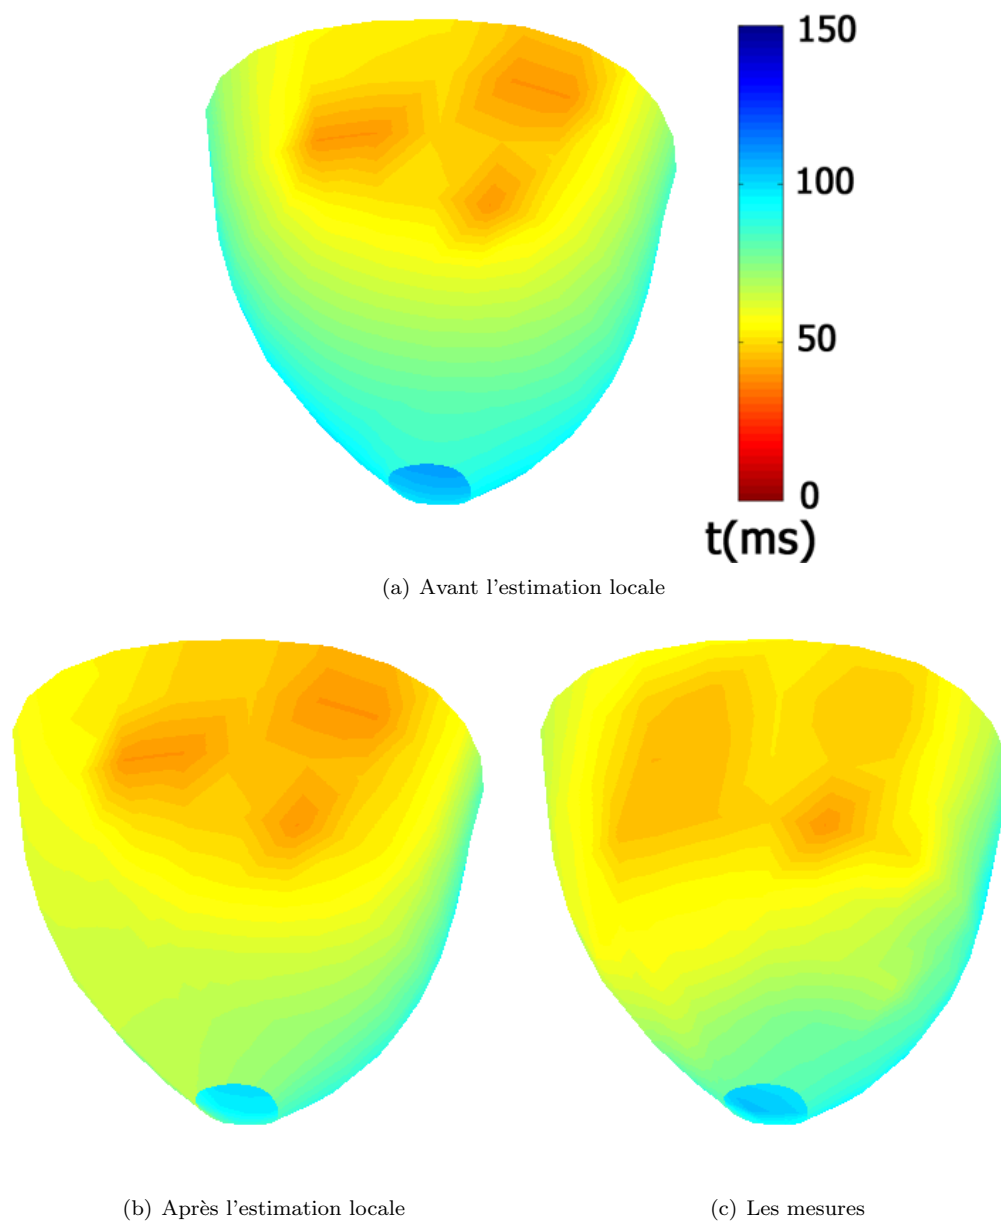 150
100
50
0
t(ms)
(a) Avant l'estimation locale
(b) Après l'estimation locale
(c) Les mesures